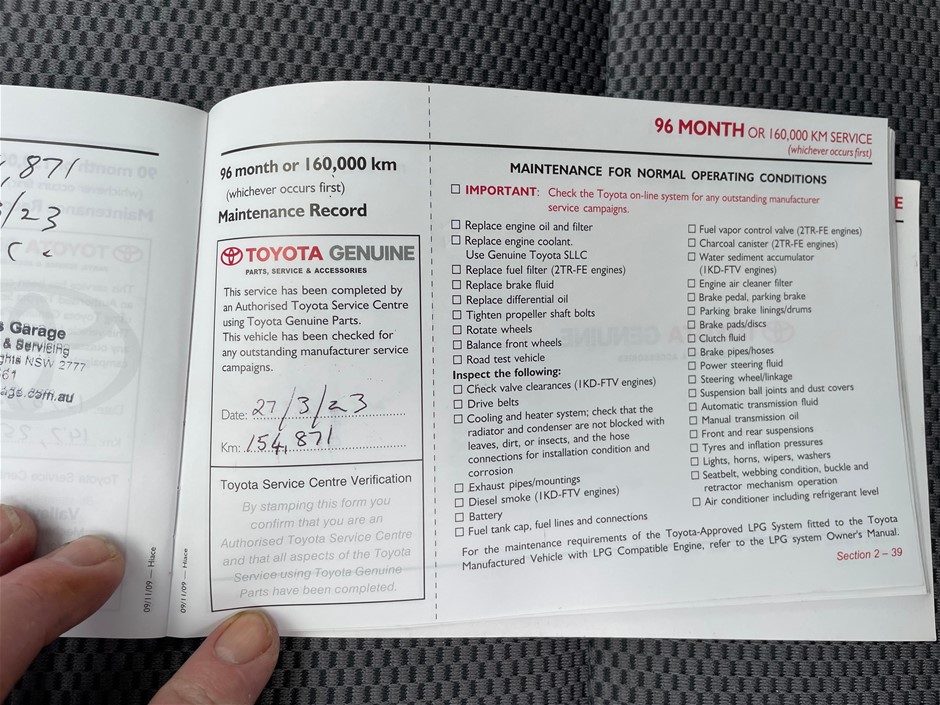 ,871
/23
s Garage
& Servicing
ghts NSW 2777
561
age.com.au
09/11/09 — Hiace
09/11/09 — Hiace
96 month or 160,000 km
(whichever occurs first)
Maintenance Record
TOYOTA GENUINE
PARTS, SERVICE & ACCESSORIES
This service has been completed by
an Authorised Toyota Service Centre
using Toyota Genuine Parts.
This vehicle has been checked for
any outstanding manufacturer service
campaigns.
Date: 27/3/23
Km: 154,871
Toyota Service Centre Verification
By stamping this form you
confirm that you are an
Authorised Toyota Service Centre
and that all aspects of the Toyota
Service using Toyota Genuine
Parts have been completed.
96 MONTH OR 160,000 KM SERVICE
(whichever occurs first)
MAINTENANCE FOR NORMAL OPERATING CONDITIONS
IMPORTANT: Check the Toyota on-line system for any outstanding manufacturer
service campaigns.
Replace engine oil and filter
Replace engine coolant.
Use Genuine Toyota SLLC
Replace fuel filter (2TR-FE engines)
Replace brake fluid
Replace differential oil
Tighten propeller shaft bolts
Rotate wheels
Balance front wheels
Road test vehicle
Inspect the following:
Check valve clearances (1KD-FTV engines)
Drive belts
Cooling and heater system; check that the
radiator and condenser are not blocked with
leaves, dirt, or insects, and the hose
connections for installation condition and
corrosion
Exhaust pipes/mountings
Diesel smoke (1KD-FTV engines)
Battery
Fuel tank cap, fuel lines and connections
Fuel vapor control valve (2TR-FE engines)
Charcoal canister (2TR-FE engines)
Water sediment accumulator
(1KD-FTV engines)
Engine air cleaner filter
Brake pedal, parking brake
Parking brake linings/drums
Brake pads/discs
Clutch fluid
Brake pipes/hoses
Power steering fluid
Steering wheel/linkage
Suspension ball joints and dust covers
Automatic transmission fluid
Manual transmission oil
Front and rear suspensions
Tyres and inflation pressures
Lights, horns, wipers, washers
Seatbelt, webbing condition, buckle and
retractor mechanism operation
Air conditioner including refrigerant level
For the maintenance requirements of the Toyota-Approved LPG System fitted to the Toyota
Manufactured Vehicle with LPG Compatible Engine, refer to the LPG system Owner's Manual.
Section 2 – 39
E